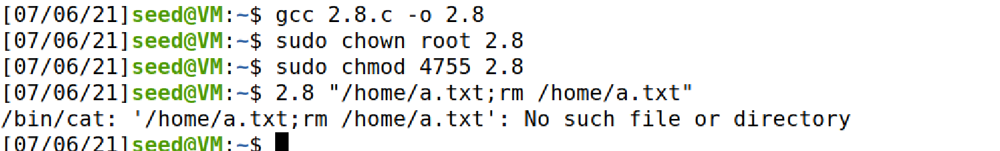 [07/06/21]seed@VM:~$ gcc 2.8.c -o 2.8
[07/06/21]seed@VM:~$ sudo chown root 2.8
[07/06/21]seed@VM:~$ sudo chmod 4755 2.8
[07/06/21]seed@VM:~$ 2.8 "/home/a.txt;rm /home/a.txt"
/bin/cat: '/home/a.txt;rm /home/a.txt': No such file or directory
[07/06/21]seed@VM:~$